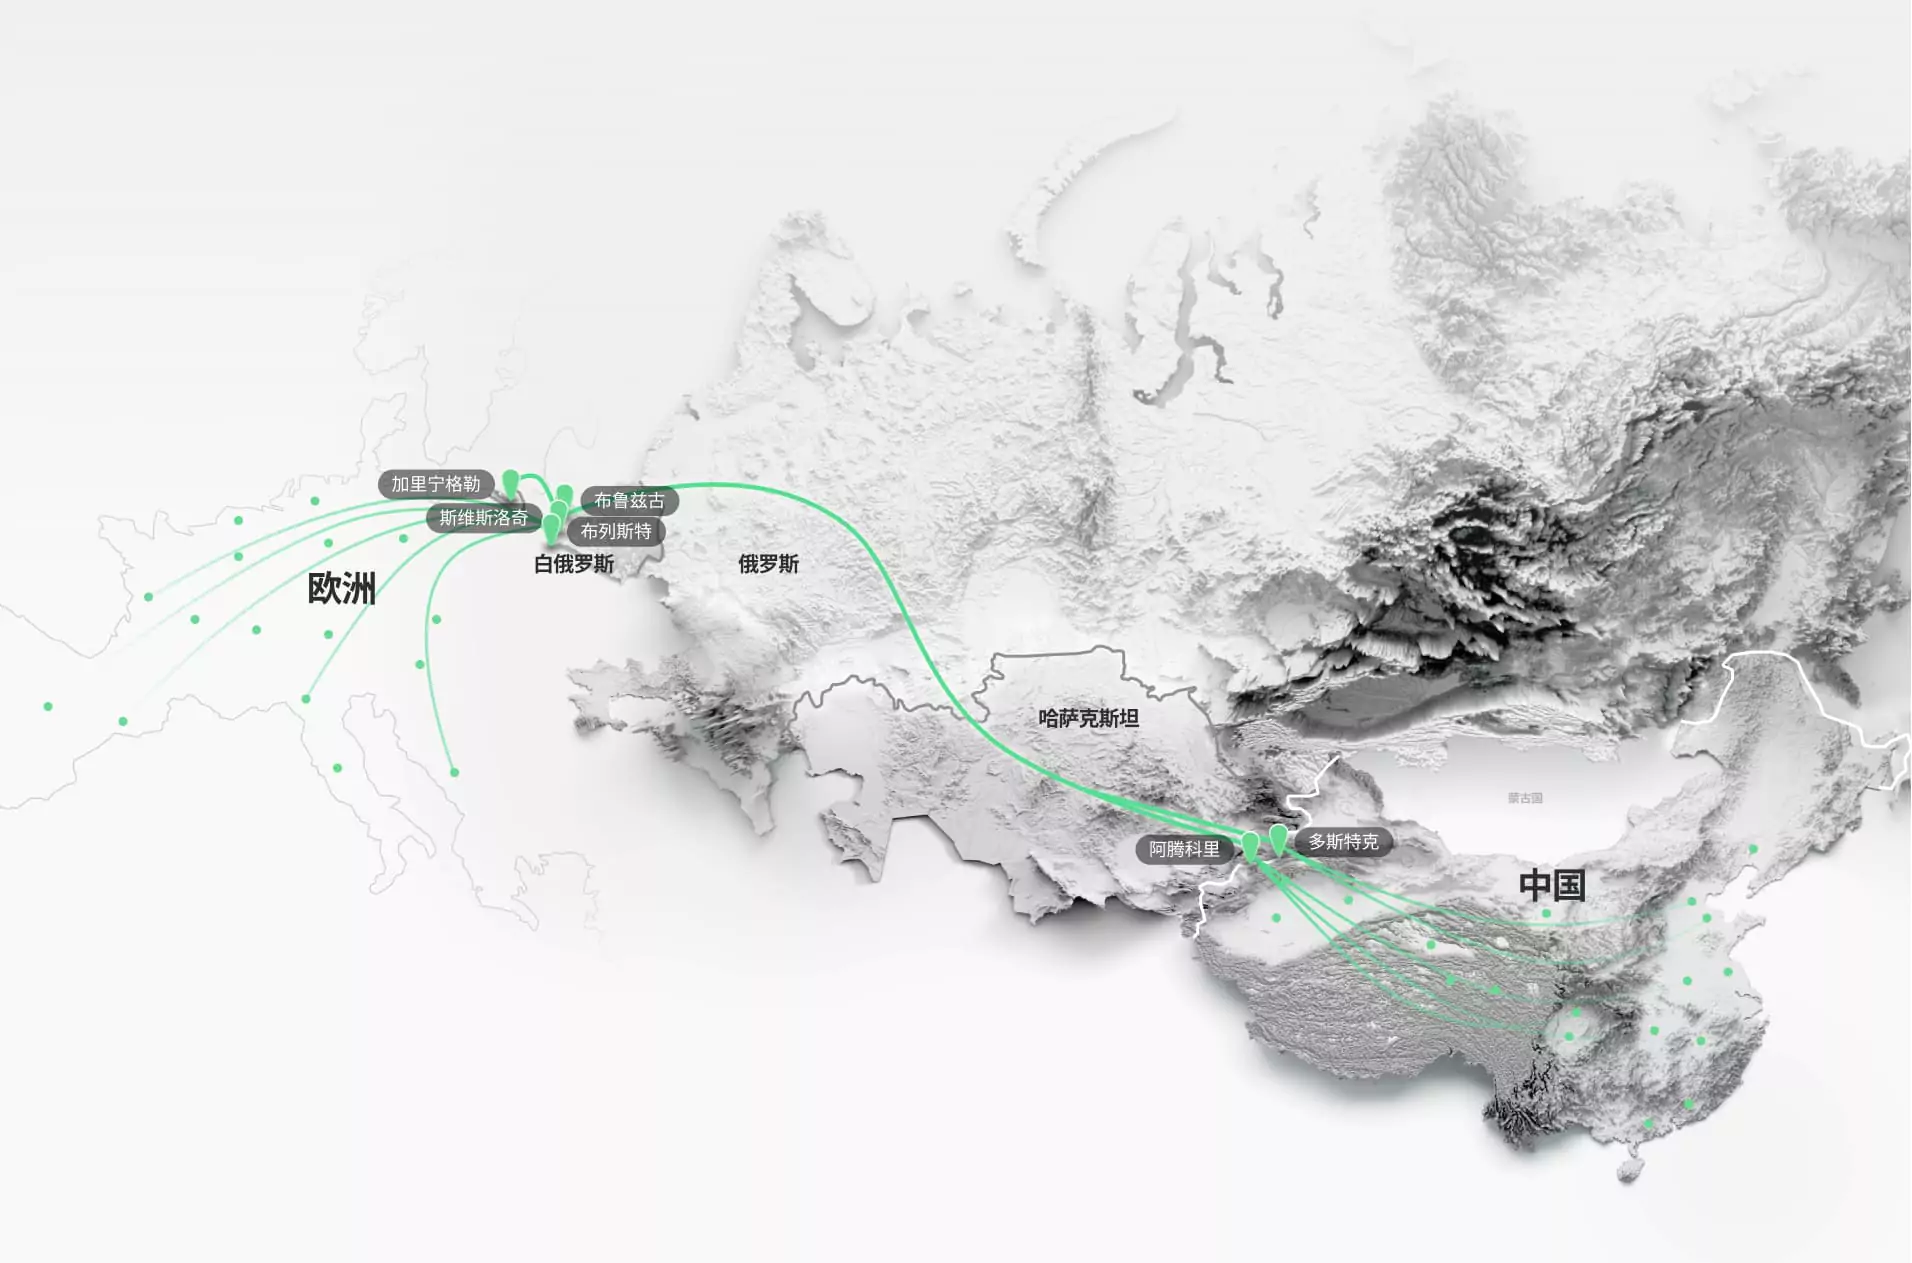 加里宁格勒
布鲁兹古
斯维斯洛奇
布列斯特
白俄罗斯
俄罗斯
欧洲
哈萨克斯坦
蒙古国
阿腾科里
多斯特克
中国